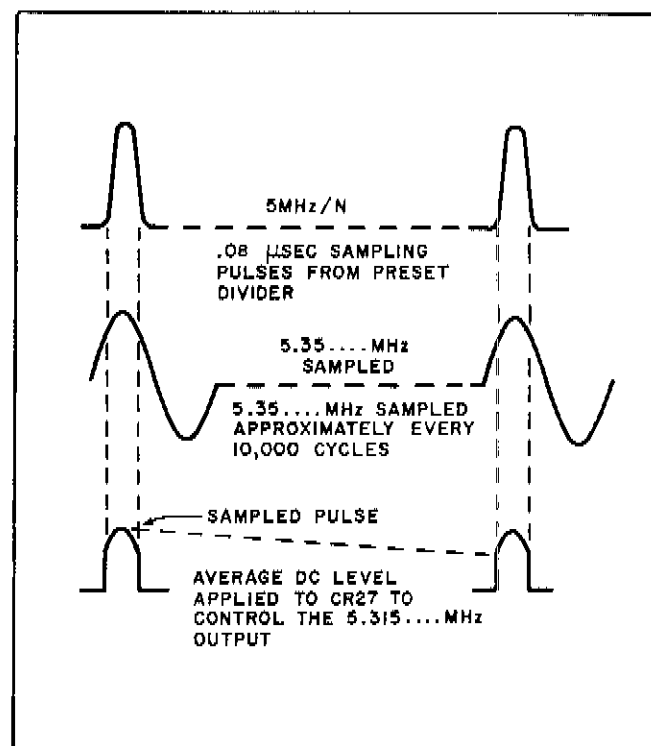 5MHz/N
.08 μSEC SAMPLING
PULSES FROM PRESET
DIVIDER
5.35....MHz
SAMPLED
5.35....MHz SAMPLED
APPROXIMATELY EVERY
10,000 CYCLES
SAMPLED PULSE
AVERAGE DC LEVEL
APPLIED TO CR27 TO
CONTROL THE 5.315....MHz
OUTPUT